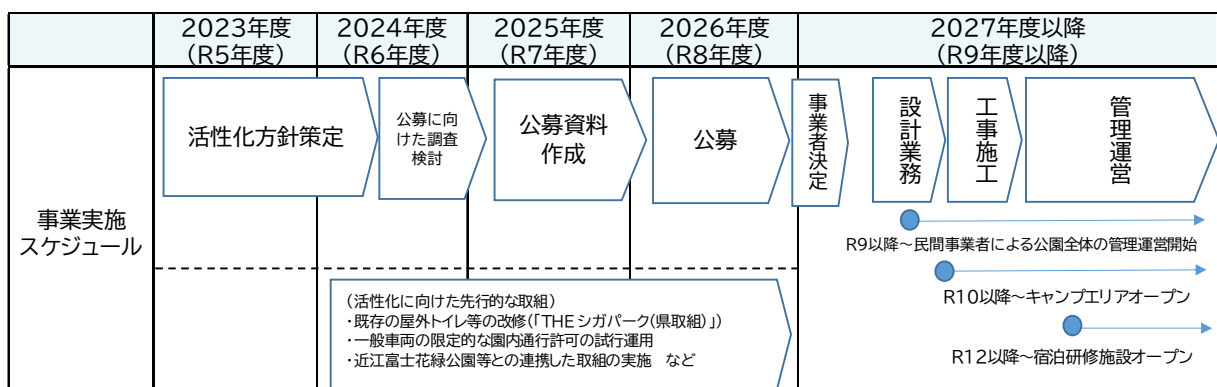 2023年度
(R5年度)
2024年度
(R6年度)
2025年度
(R7年度)
2026年度
(R8年度)
2027年度以降
(R9年度以降)
事業実施
スケジュール
活性化方針策定
公募に向
けた調査
検討
公募資料
作成
公募
事業者決定
設計業務
工事施工
管理運営
R9以降~民間事業者による公園全体の管理運営開始
R10以降~キャンプエリアオープン
R12以降~宿泊研修施設オープン
(活性化に向けた先行的な取組)
・既存の屋外トイレ等の改修(「THEシガパーク(県取組)」)
・一般車両の限定的な園内通行許可の試行運用
・近江富士花緑公園等との連携した取組の実施 など